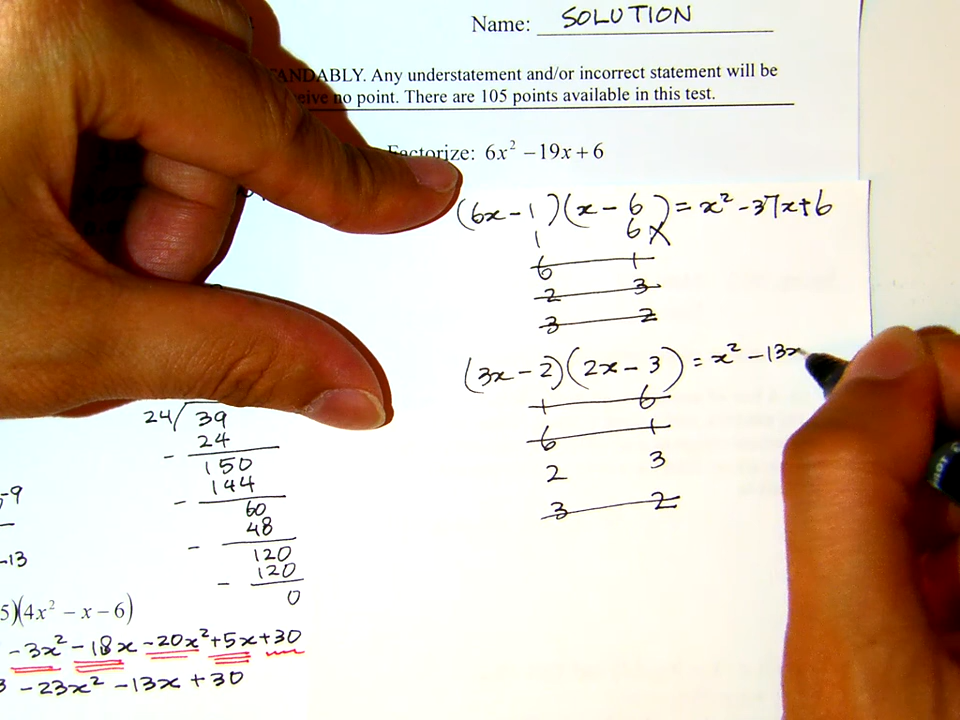 Name: SOLUTION
TANDABLY. Any understatement and/or incorrect statement will be
eive no point. There are 105 points available in this test.
Factorize: 6x² − 19x + 6
(6x − 1)(x − 6) = x² − 37x + 6
1 6 X
6 1
2 3
3 2
(3x − 2)(2x − 3) = x² − 13x
1 6
6 1
2 3
3 2
24/39
- 24
150
- 144
60
- 48
120
- 120
0
-9
-13
5)(4x² − x − 6)
- 3x² - 18x - 20x² + 5x + 30
3 - 23x² - 13x + 30